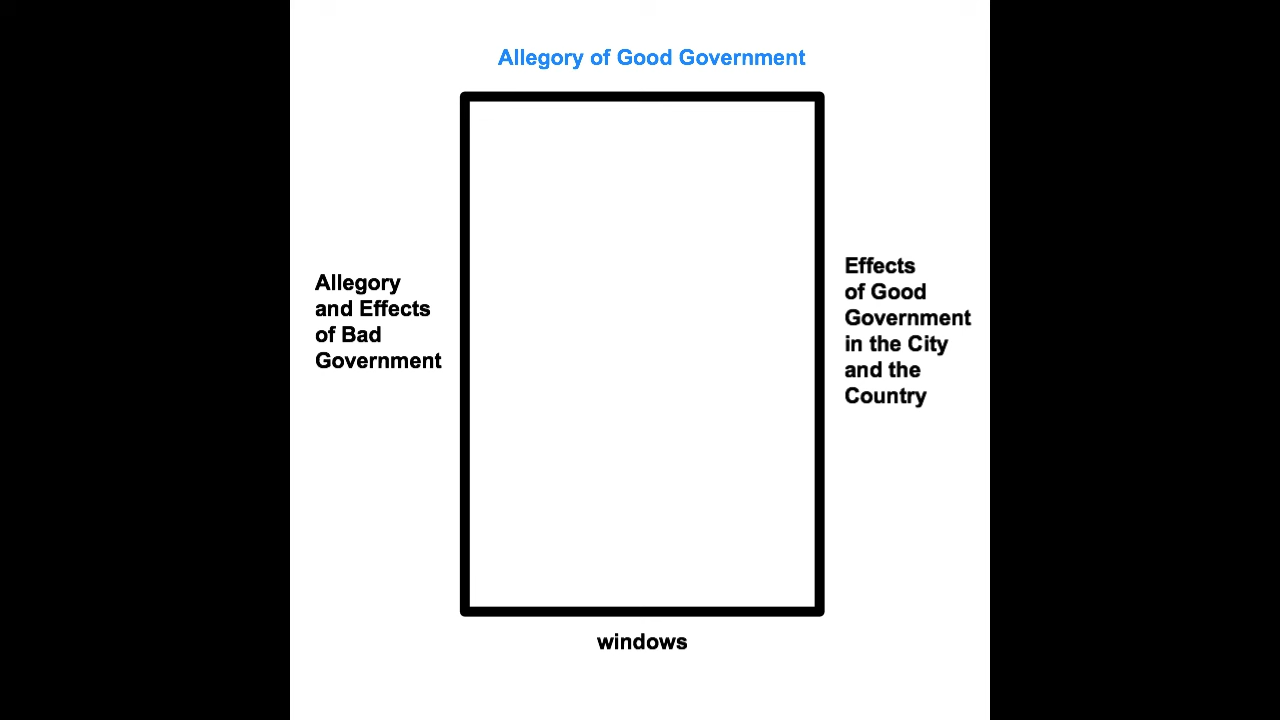 Allegory of Good Government
Allegory
and Effects
of Bad
Government
Effects
of Good
Government
in the City
and the
Country
windows